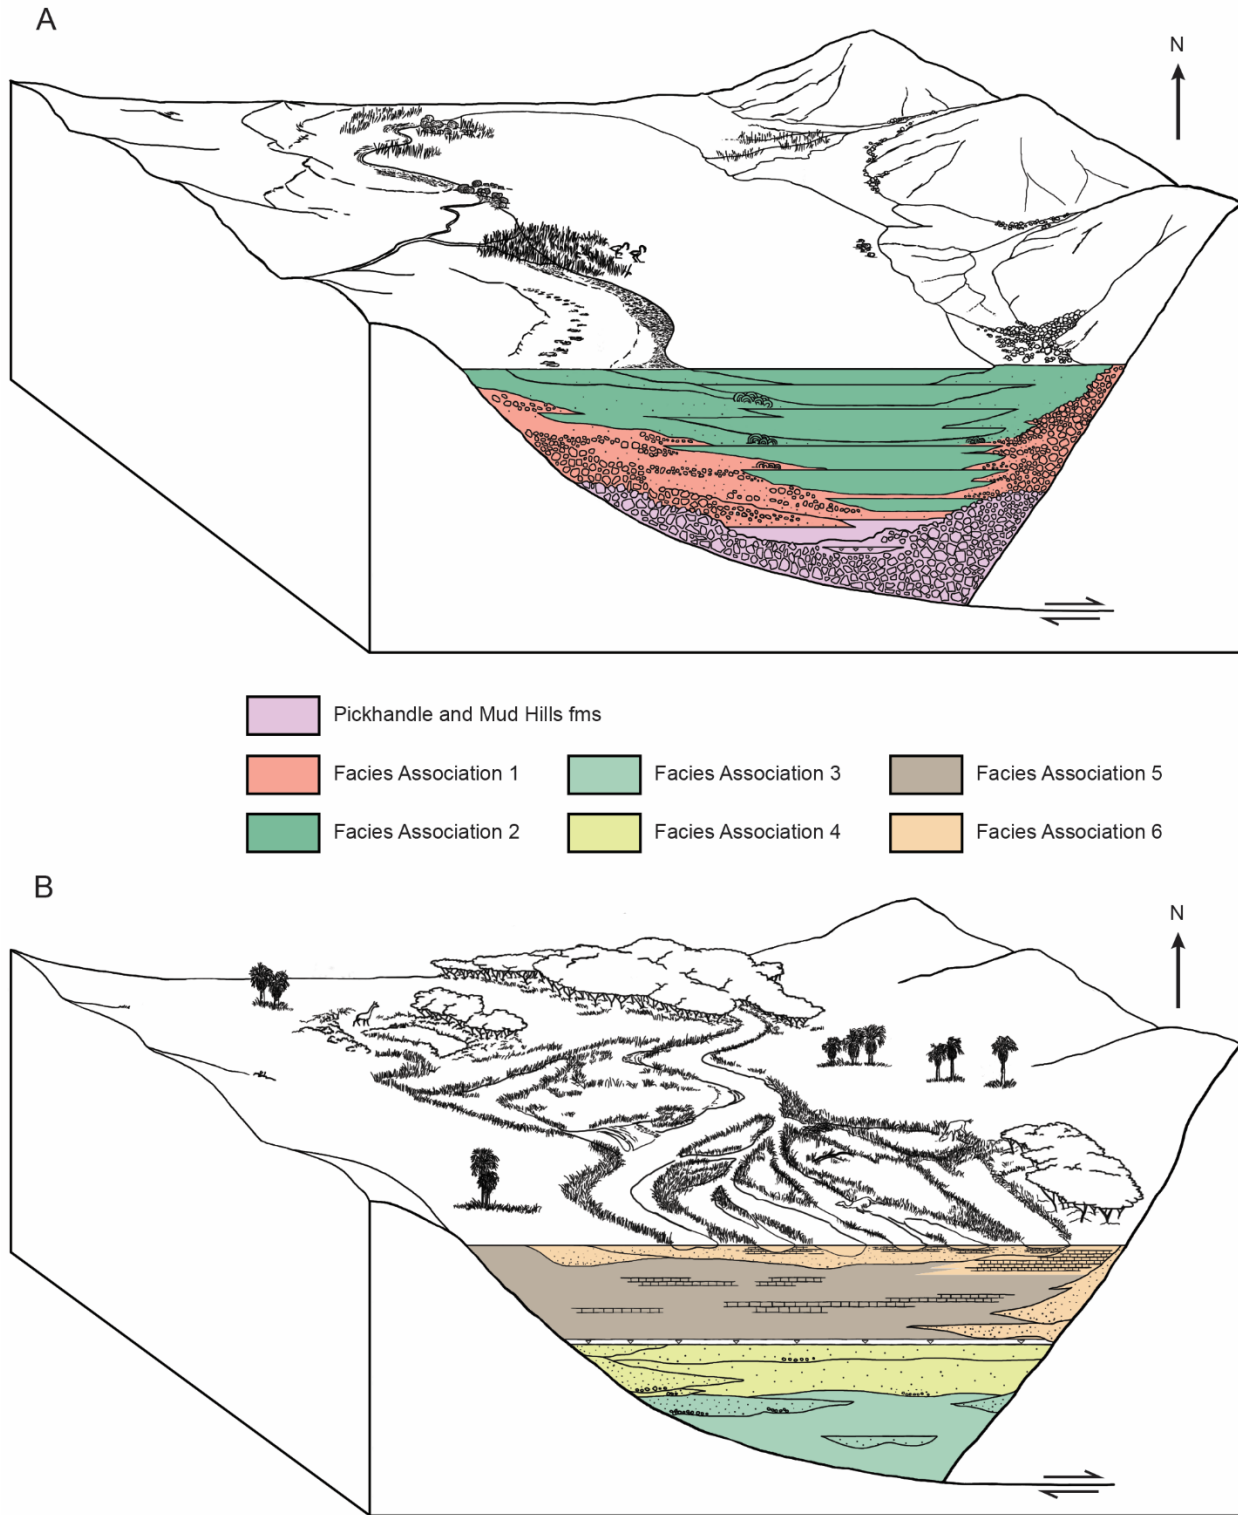 A
N
Pickhandle and Mud Hills fms
Facies Association 1
Facies Association 3
Facies Association 5
Facies Association 2
Facies Association 4
Facies Association 6
B
N